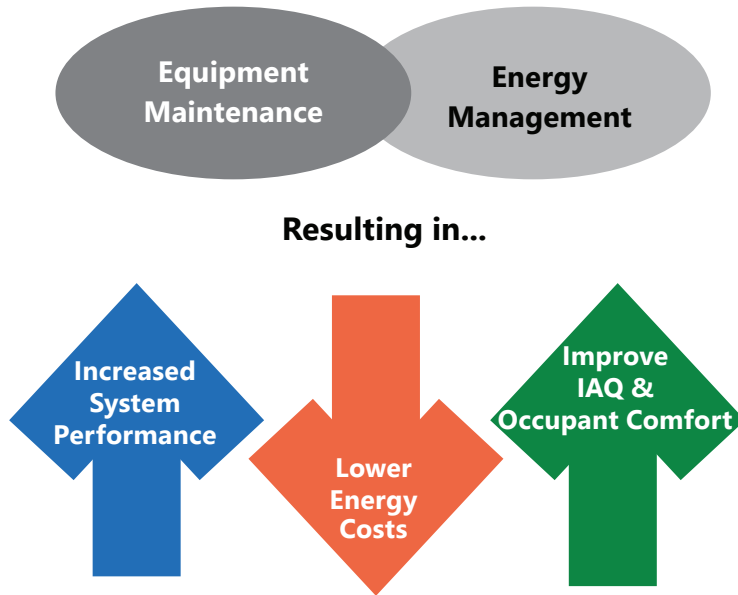 Equipment
Maintenance
Energy
Management
Resulting in...
Increased
System
Performance
Lower
Energy
Costs
Improve
IAQ &
Occupant Comfort